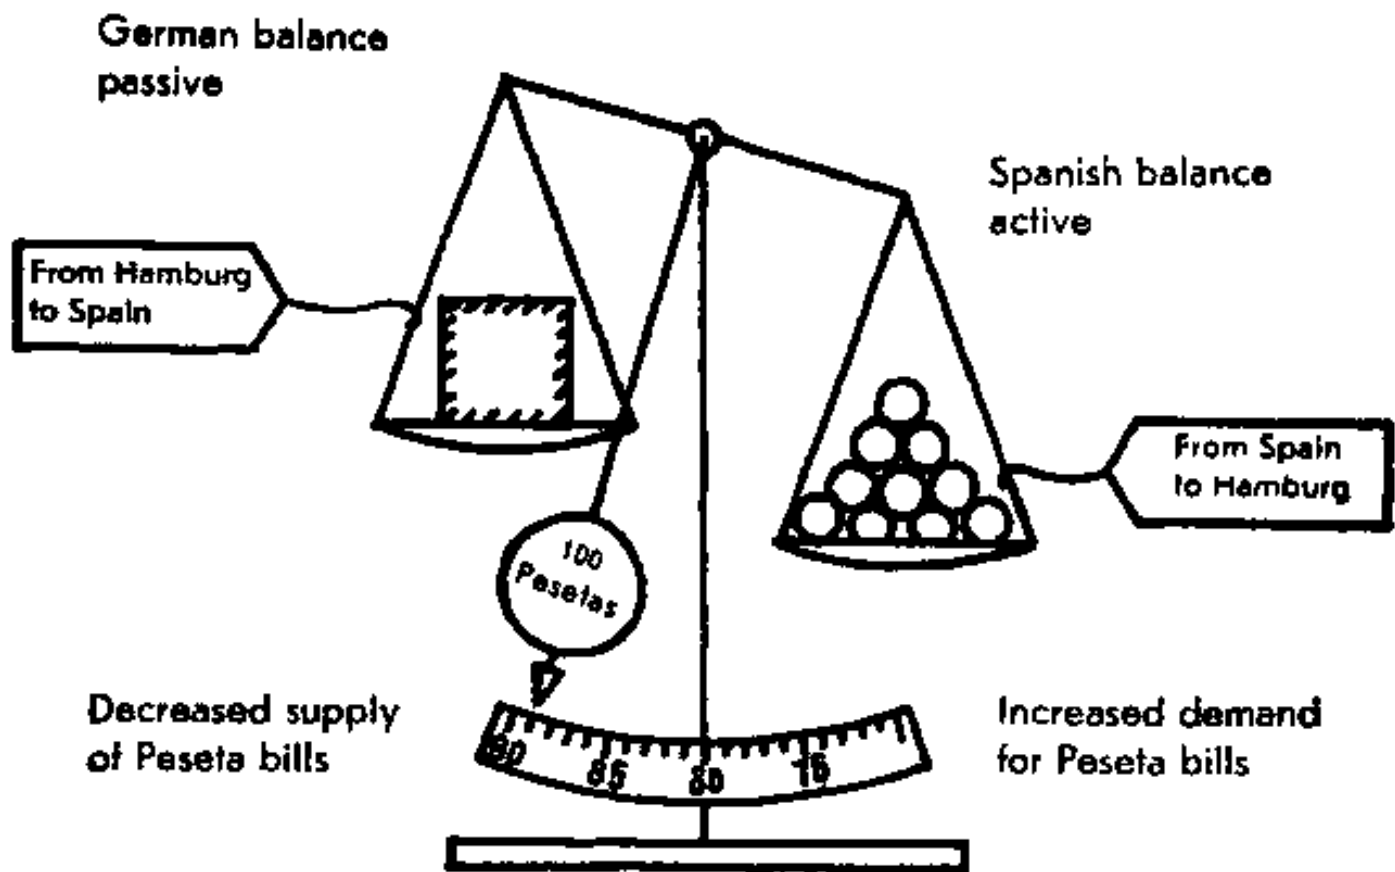 German balance
passive
Spanish balance
active
From Hamburg
to Spain
From Spain
to Hamburg
100
Pesetas
Decreased supply
of Peseta bills
90 85 80 75
Increased demand
for Peseta bills